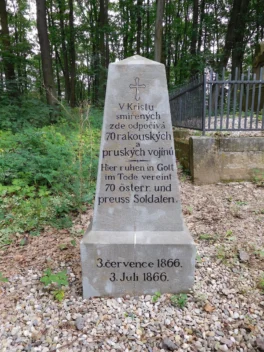 V Kristu
smířených
zde odpočívá
70 rakouských
a
pruských vojínů
Hier ruhen in Gott
im Tode vereint
70 österr. und
preuss Soldaten.
3. července 1866.
3. Juli 1866.